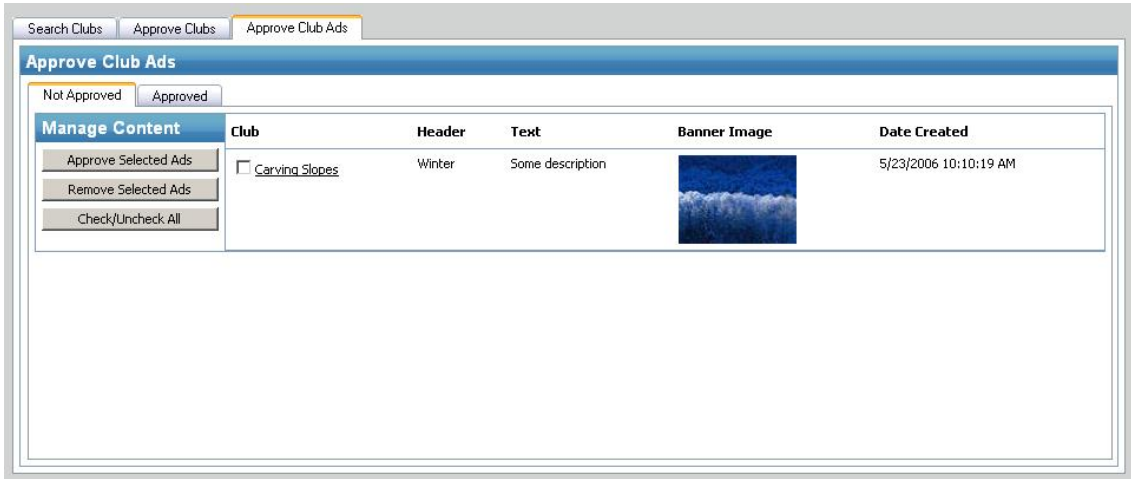 Search Clubs Approve Clubs Approve Club Ads
Approve Club Ads
Not Approved Approved
Manage Content Club Header Text Banner Image Date Created
Approve Selected Ads Carving Slopes Winter Some description 5/23/2006 10:10:19 AM
Remove Selected Ads
Check/Uncheck All